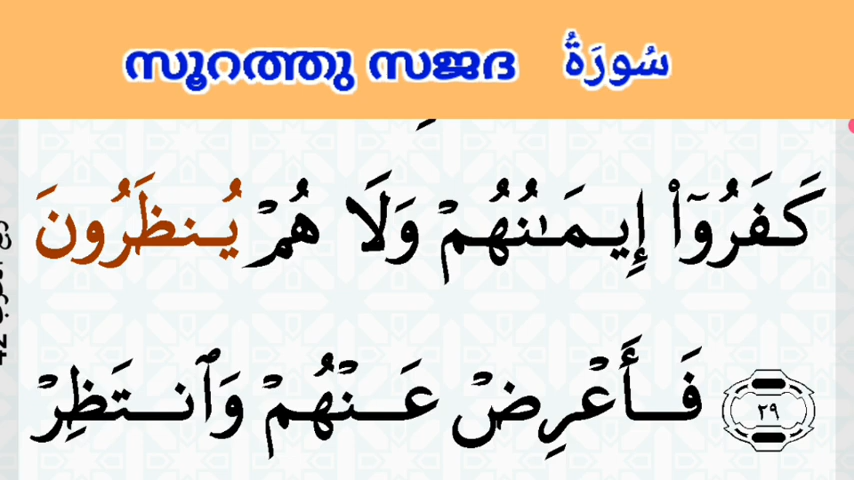 സൂറത്തു സജദ سُورَةُ
كَفَرُوٓا۟ إِيمَـٰنُهُمْ وَلَا هُمْ يُنظَرُونَ
٢٩ فَأَعْرِضْ عَنْهُمْ وَٱنتَظِرْ